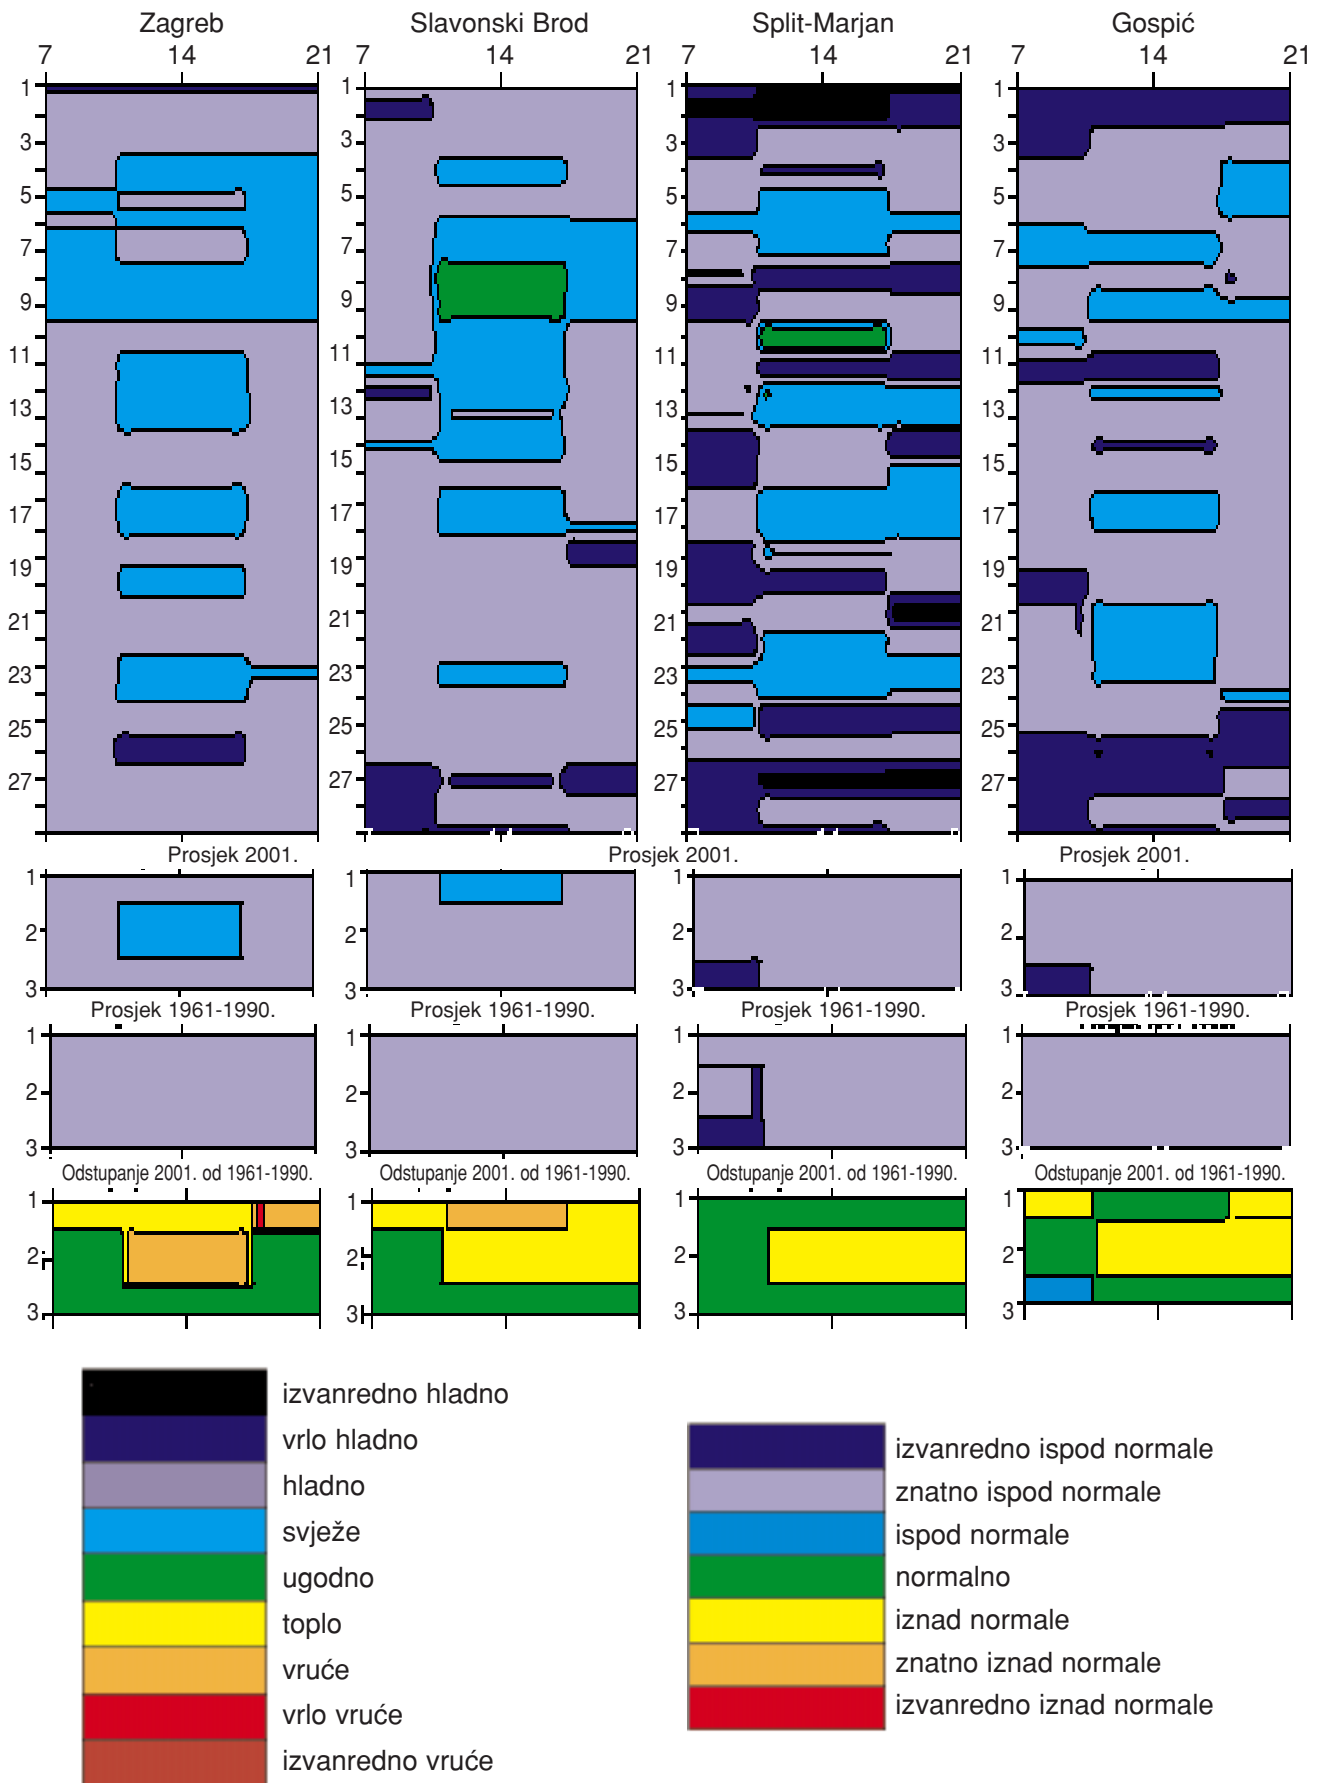 Zagreb Slavonski Brod Split-Marjan Gospić
7 14 21 7 14 21 7 14 21 7 14 21
1 1 1 1
3 3 3 3
5 5 5 5
7 7 7 7
9 9 9 9
11 11 11 11
13 13 13 13
15 15 15 15
17 17 17 17
19 19 19 19
21 21 21 21
23 23 23 23
25 25 25 25
27 27 27 27
Prosjek 2001. Prosjek 2001. Prosjek 2001.
1 1 1 1
2 2 2 2
3 3 3 3
Prosjek 1961-1990. Prosjek 1961-1990. Prosjek 1961-1990. Prosjek 1961-1990.
1 1 1 1
2 2 2 2
3 3 3 3
Odstupanje 2001. od 1961-1990. Odstupanje 2001. od 1961-1990. Odstupanje 2001. od 1961-1990. Odstupanje 2001. od 1961-1990.
1 1 1 1
2 2 2 2
3 3 3 3
izvanredno hladno
vrlo hladno
hladno
svježe
ugodno
toplo
vruće
vrlo vruće
izvanredno vruće
izvanredno ispod normale
znatno ispod normale
ispod normale
normalno
iznad normale
znatno iznad normale
izvanredno iznad normale